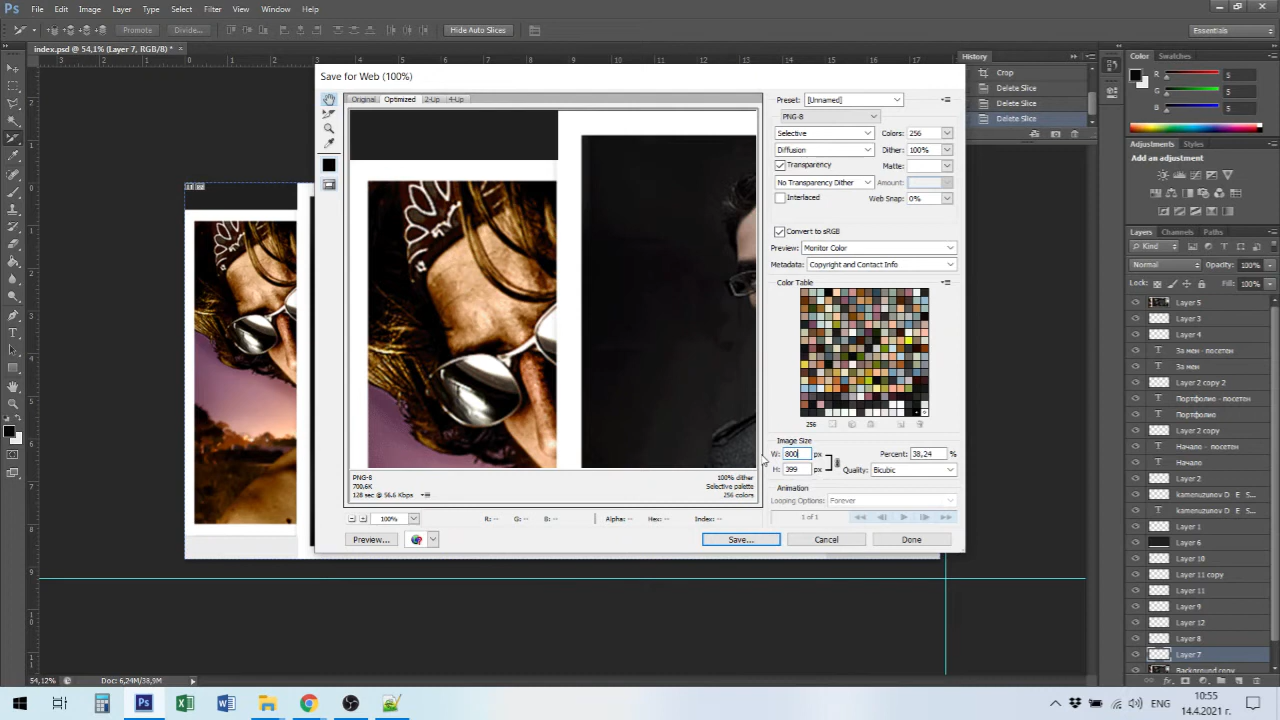 Ps File Edit Image Layer Type Select Filter View Window Help
Promote Divide... Hide Auto Slices Essentials
index.psd @ 54,1% (Layer 7, RGB/8) * ×
Save for Web (100%)
Original Optimized 2-Up 4-Up
Preset: [Unnamed]
PNG-8
Selective Colors: 256
Diffusion Dither: 100%
Transparency Matte:
No Transparency Dither Amount:
Interlaced Web Snap: 0%
Convert to sRGB
Preview: Monitor Color
Metadata: Copyright and Contact Info
Color Table
256
Image Size
W: 800 px Percent: 38,24 %
H: 399 px Quality: Bicubic
Animation
Looping Options: Forever
1 of 1
PNG-8 100% dither
700.6K Selective palette
128 sec @ 56.6 Kbps 256 colors
100% R: -- G: -- B: -- Alpha: -- Hex: -- Index: --
Preview... Save... Cancel Done
History
Crop
Delete Slice
Delete Slice
Delete Slice
Color Swatches
R 5
G 5
B 5
Adjustments Styles
Add an adjustment
Layers Channels Paths
Kind
Normal Opacity: 100%
Lock: Fill: 100%
Layer 5
Layer 3
Layer 4
За мен - посетен
За мен
Layer 2 copy 2
Портфолио - посетен
Портфолио
Layer 2 copy
Начало - посетен
Начало
Layer 2
kamenuzunov D E S...
kamenuzunov D E S...
Layer 1
Layer 6
Layer 10
Layer 11 copy
Layer 11
Layer 9
Layer 12
Layer 8
Layer 7
Background copy
54,12% Doc: 6,24M/38,9M
ENG
10:55
14.4.2021 г.